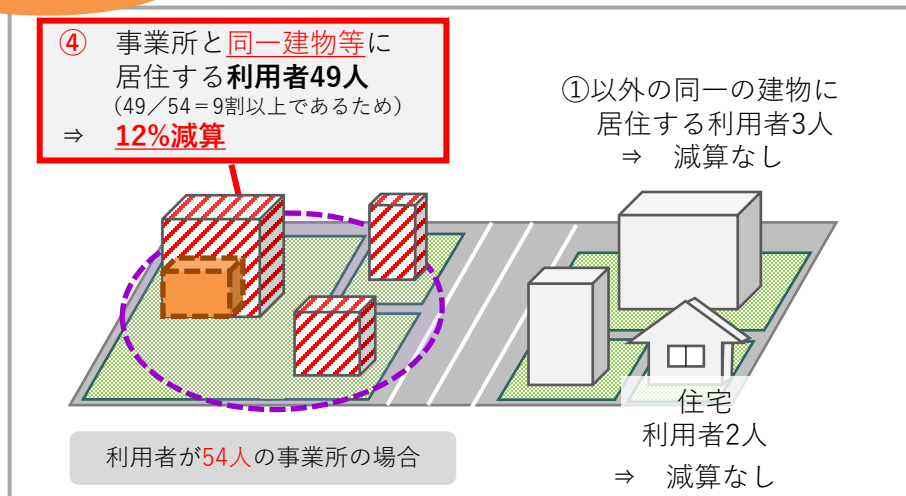 ④ 事業所と同一建物等に
居住する利用者49人
（49／54＝9割以上であるため）
⇒ 12%減算
①以外の同一の建物に
居住する利用者3人
⇒ 減算なし
住宅
利用者2人
⇒ 減算なし
利用者が54人の事業所の場合